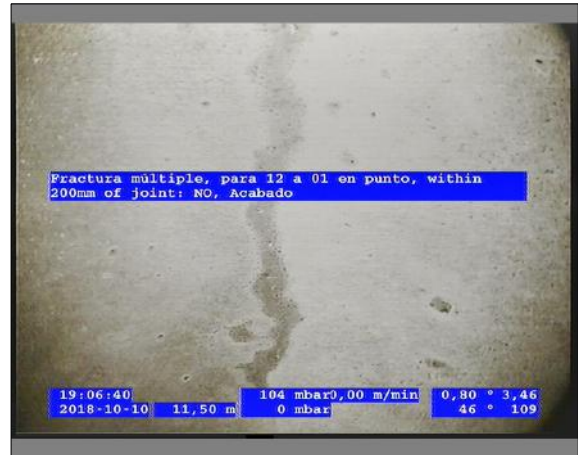 Fractura múltiple, para 12 a 01 en punto, within
200mm of joint: NO, Acabado
19:06:40 104 mbar0,00 m/min 0,80 ° 3,46
2018-10-10 11,50 m 0 mbar 46 ° 109